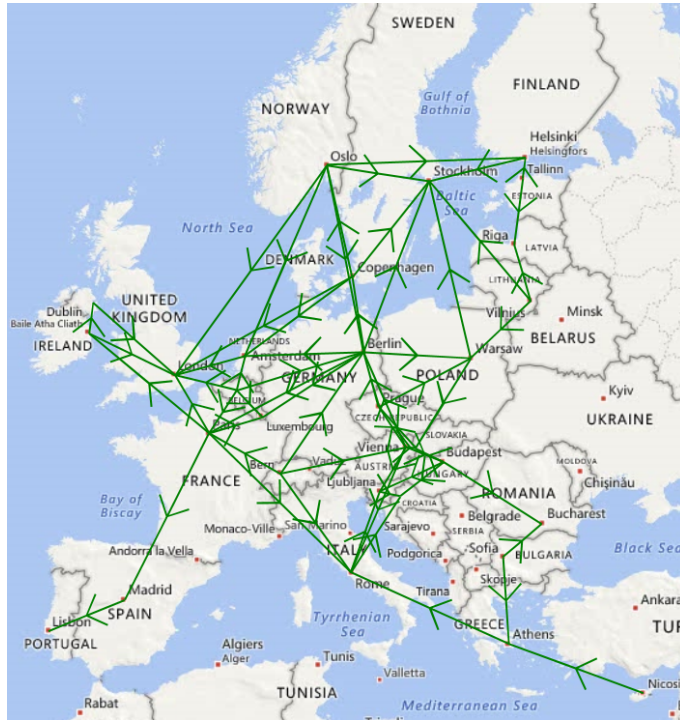 SWEDEN
FINLAND
Gulf of
Bothnia
NORWAY
Helsinki
Helsingfors
Oslo
Stockholm
Tallinn
Baltic
Sea
ESTONIA
North Sea
Riga
LATVIA
DENMARK
Copenhagen
LITHUANIA
Dublin
Baile Atha Cliath
UNITED
KINGDOM
Vilnius
Minsk
IRELAND
BELARUS
NETHERLANDS
Amsterdam
Berlin
Warsaw
London
GERMANY
POLAND
BELGIUM
Prague
Kyiv
CZECH REPUBLIC
UKRAINE
Paris
Luxembourg
SLOVAKIA
Vienna
Budapest
Bern
Vaduz
AUSTRIA
HUNGARY
MOLDOVA
Chișinău
FRANCE
Ljubljana
ROMANIA
Bay of
Biscay
CROATIA
Belgrade
Bucharest
Monaco-Ville
San Marino
Sarajevo
SERBIA
Black Sea
ITALY
Podgorica
Sofia
BULGARIA
Andorra la Vella
Skopje
Madrid
Rome
Tirana
Ankara
SPAIN
Lisbon
PORTUGAL
Tyrrhenian
Sea
GREECE
TUR
Athens
Algiers
Alger
Tunis
Valletta
Nicosi
TUNISIA
Rabat
Mediterranean Sea